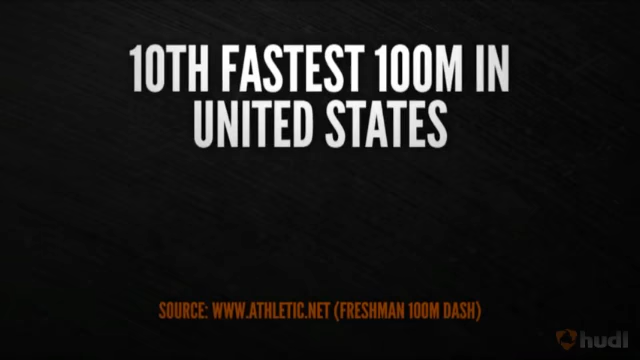 10TH FASTEST 100M IN
UNITED STATES
SOURCE: WWW.ATHLETIC.NET (FRESHMAN 100M DASH)
hudl